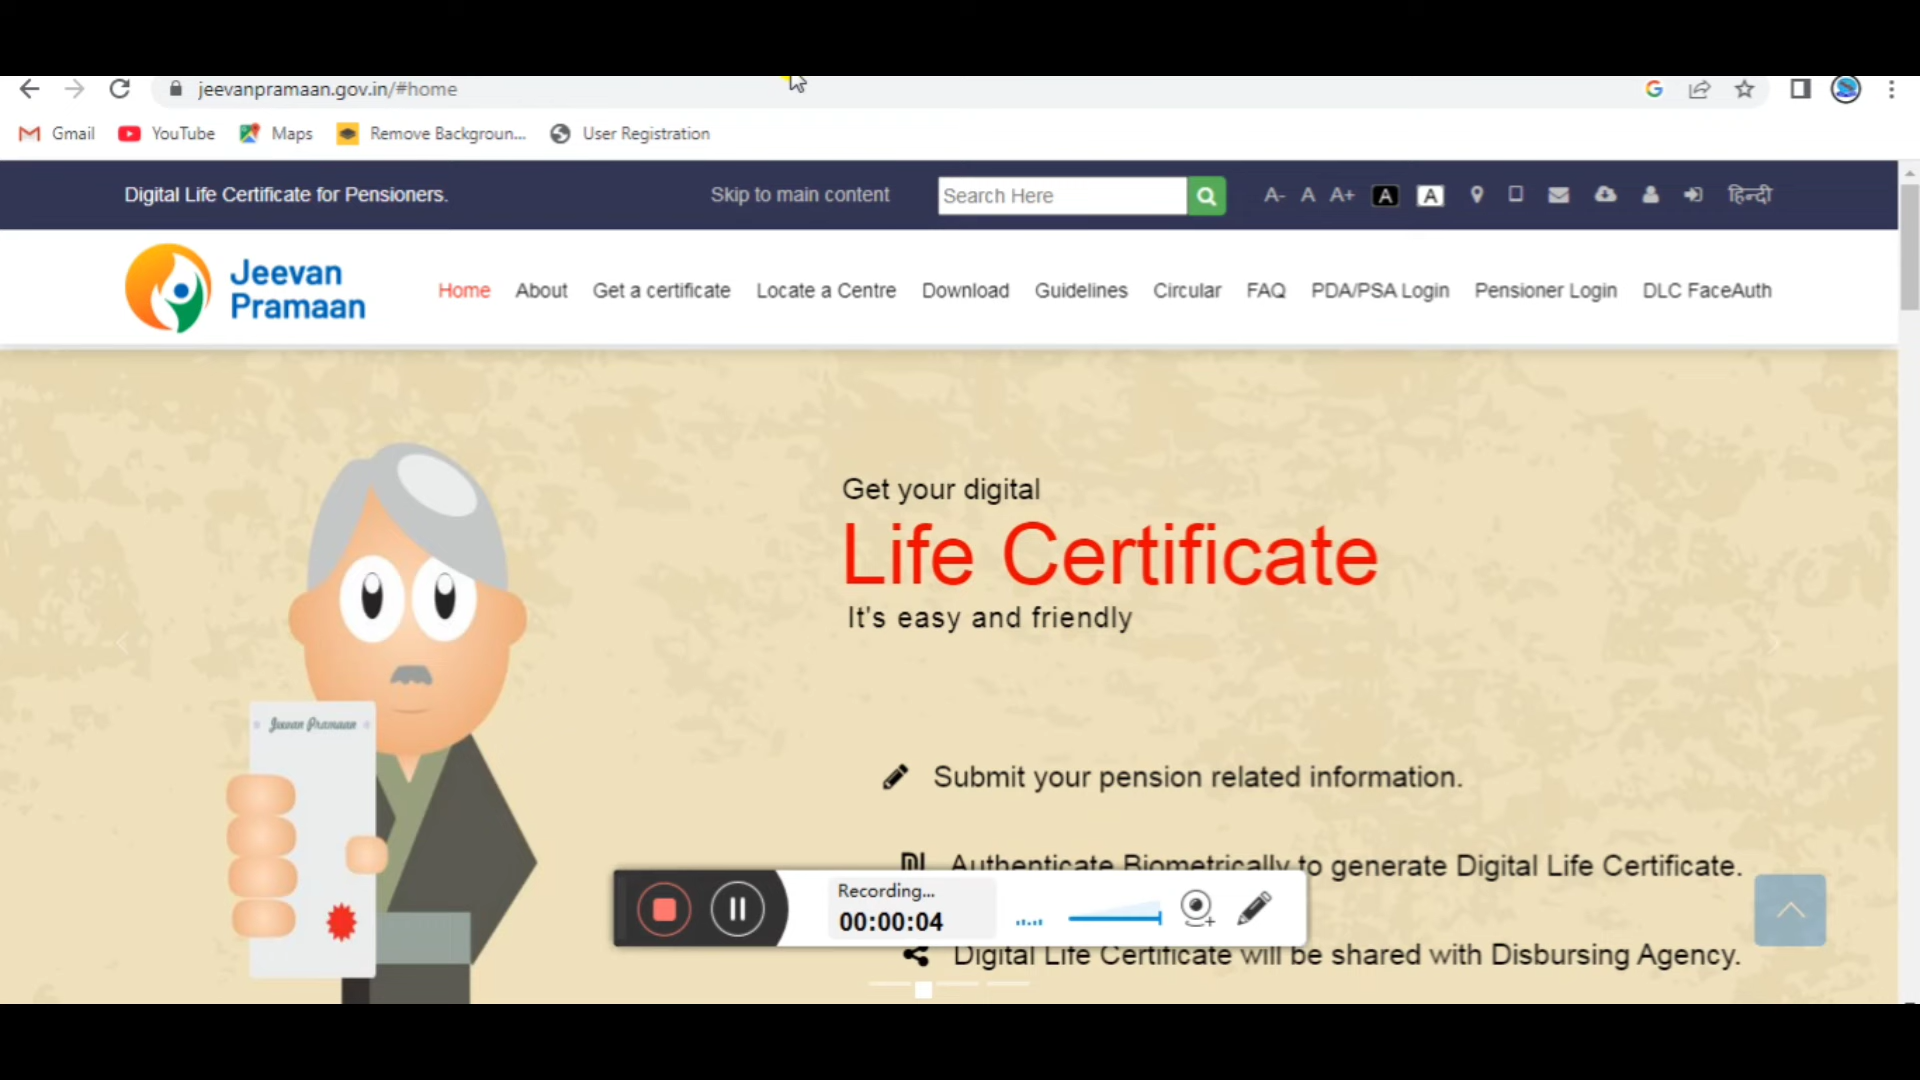 jeevanpramaan.gov.in/#home
Gmail YouTube Maps Remove Backgroun... User Registration
Digital Life Certificate for Pensioners. Skip to main content Search Here A- A A+ A A हिन्दी
Jeevan
Pramaan
Home About Get a certificate Locate a Centre Download Guidelines Circular FAQ PDA/PSA Login Pensioner Login DLC FaceAuth
Get your digital
Life Certificate
It's easy and friendly
Jeevan Pramaan
Submit your pension related information.
Authenticate Biometrically to generate Digital Life Certificate.
Recording...
00:00:04
Digital Life Certificate will be shared with Disbursing Agency.